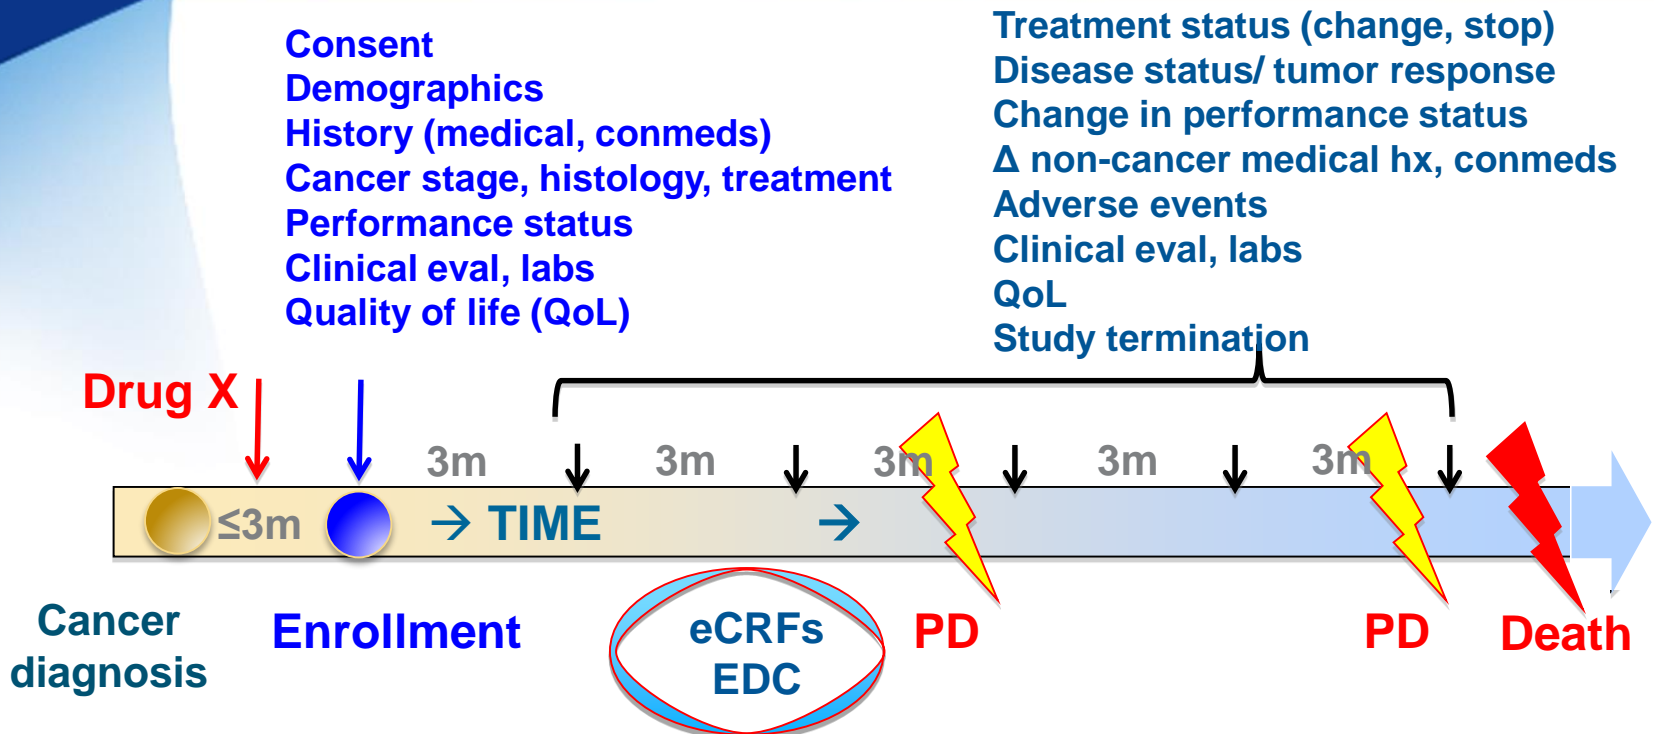 Consent
Demographics
History (medical, conmeds)
Cancer stage, histology, treatment
Performance status
Clinical eval, labs
Quality of life (QoL)
Treatment status (change, stop)
Disease status/ tumor response
Change in performance status
Δ non-cancer medical hx, conmeds
Adverse events
Clinical eval, labs
QoL
Study termination
Drug X
3m
3m
3m
3m
3m
≤3m
→ TIME →
Cancer
diagnosis
Enrollment
eCRFs
EDC
PD
PD
Death